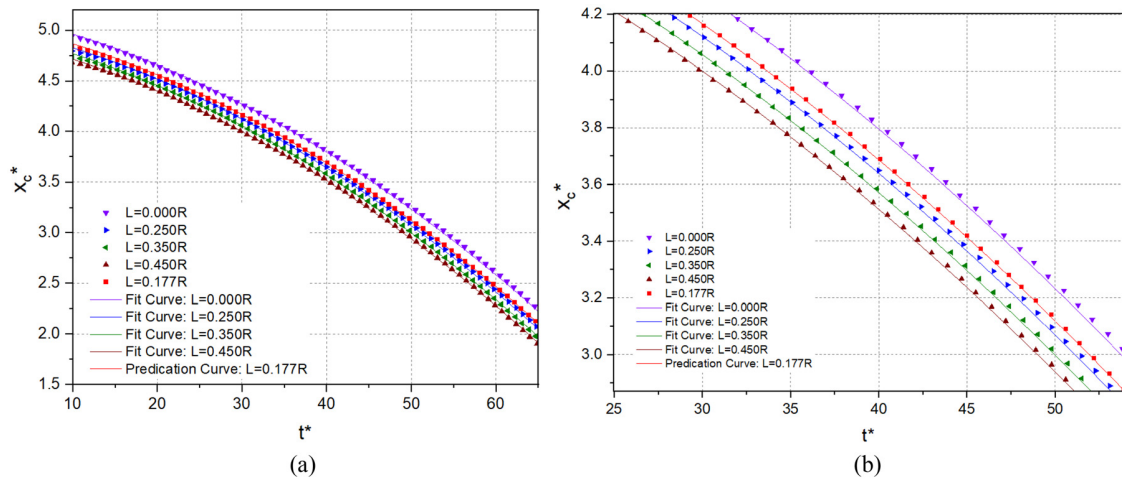 5.0
4.5
4.0
3.5
3.0
2.5
2.0
1.5
x_c*
L=0.000R
L=0.250R
L=0.350R
L=0.450R
L=0.177R
Fit Curve: L=0.000R
Fit Curve: L=0.250R
Fit Curve: L=0.350R
Fit Curve: L=0.450R
Predication Curve: L=0.177R
10 20 30 40 50 60
t*
(a)
4.2
4.0
3.8
3.6
3.4
3.2
3.0
x_c*
L=0.000R
L=0.250R
L=0.350R
L=0.450R
L=0.177R
Fit Curve: L=0.000R
Fit Curve: L=0.250R
Fit Curve: L=0.350R
Fit Curve: L=0.450R
Predication Curve: L=0.177R
25 30 35 40 45 50
t*
(b)